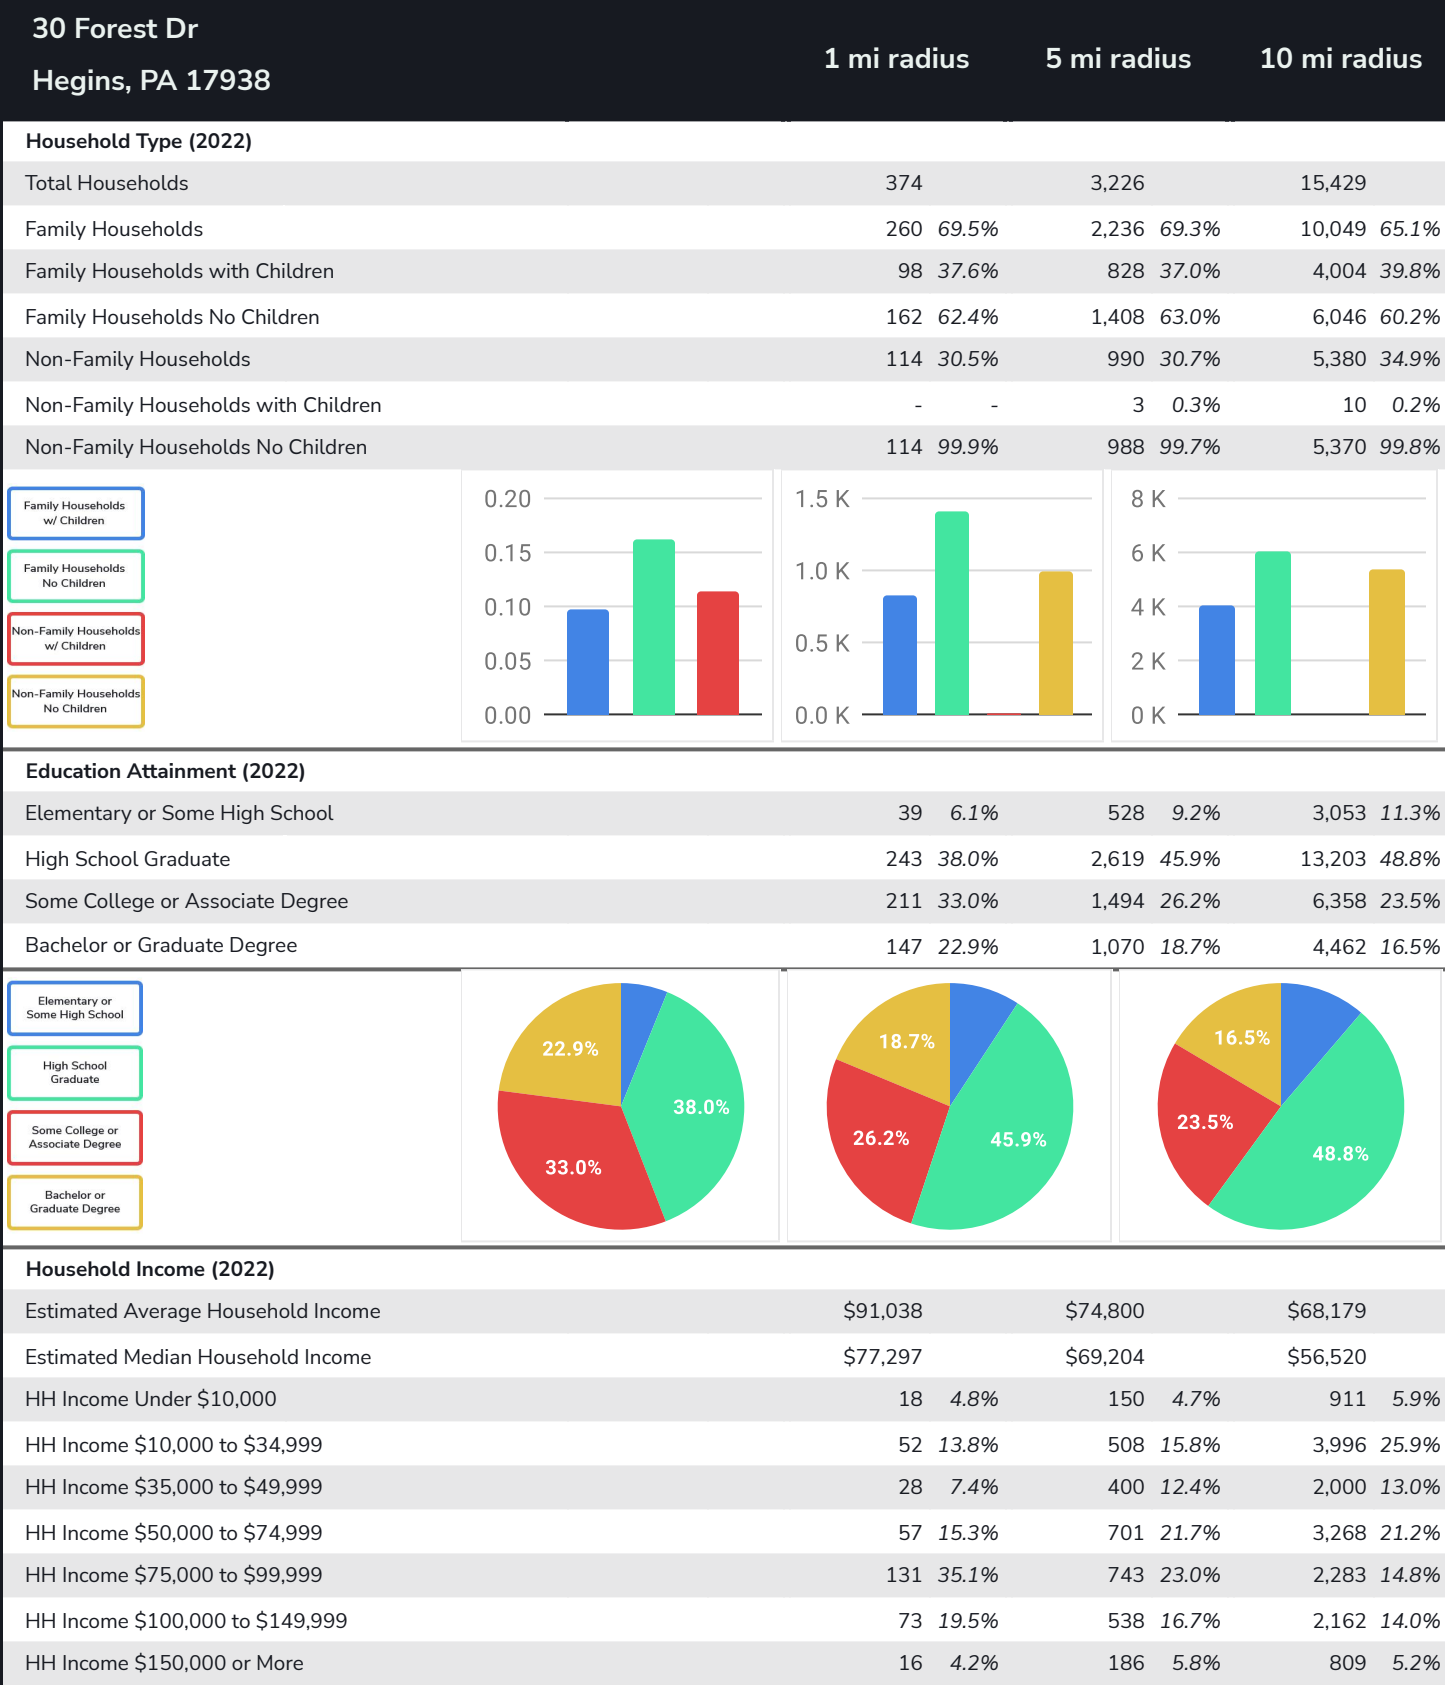 30 Forest Dr
Hegins, PA 17938
1 mi radius 5 mi radius 10 mi radius
Household Type (2022)
Total Households 374 3,226 15,429
Family Households 260 69.5% 2,236 69.3% 10,049 65.1%
Family Households with Children 98 37.6% 828 37.0% 4,004 39.8%
Family Households No Children 162 62.4% 1,408 63.0% 6,046 60.2%
Non-Family Households 114 30.5% 990 30.7% 5,380 34.9%
Non-Family Households with Children - - 3 0.3% 10 0.2%
Non-Family Households No Children 114 99.9% 988 99.7% 5,370 99.8%
Family Households
w/ Children
Family Households
No Children
Non-Family Households
w/ Children
Non-Family Households
No Children
0.20
0.15
0.10
0.05
0.00
1.5 K
1.0 K
0.5 K
0.0 K
8 K
6 K
4 K
2 K
0 K
Education Attainment (2022)
Elementary or Some High School 39 6.1% 528 9.2% 3,053 11.3%
High School Graduate 243 38.0% 2,619 45.9% 13,203 48.8%
Some College or Associate Degree 211 33.0% 1,494 26.2% 6,358 23.5%
Bachelor or Graduate Degree 147 22.9% 1,070 18.7% 4,462 16.5%
Elementary or
Some High School
High School
Graduate
Some College or
Associate Degree
Bachelor or
Graduate Degree
22.9%
38.0%
33.0%
18.7%
26.2%
45.9%
16.5%
23.5%
48.8%
Household Income (2022)
Estimated Average Household Income $91,038 $74,800 $68,179
Estimated Median Household Income $77,297 $69,204 $56,520
HH Income Under $10,000 18 4.8% 150 4.7% 911 5.9%
HH Income $10,000 to $34,999 52 13.8% 508 15.8% 3,996 25.9%
HH Income $35,000 to $49,999 28 7.4% 400 12.4% 2,000 13.0%
HH Income $50,000 to $74,999 57 15.3% 701 21.7% 3,268 21.2%
HH Income $75,000 to $99,999 131 35.1% 743 23.0% 2,283 14.8%
HH Income $100,000 to $149,999 73 19.5% 538 16.7% 2,162 14.0%
HH Income $150,000 or More 16 4.2% 186 5.8% 809 5.2%